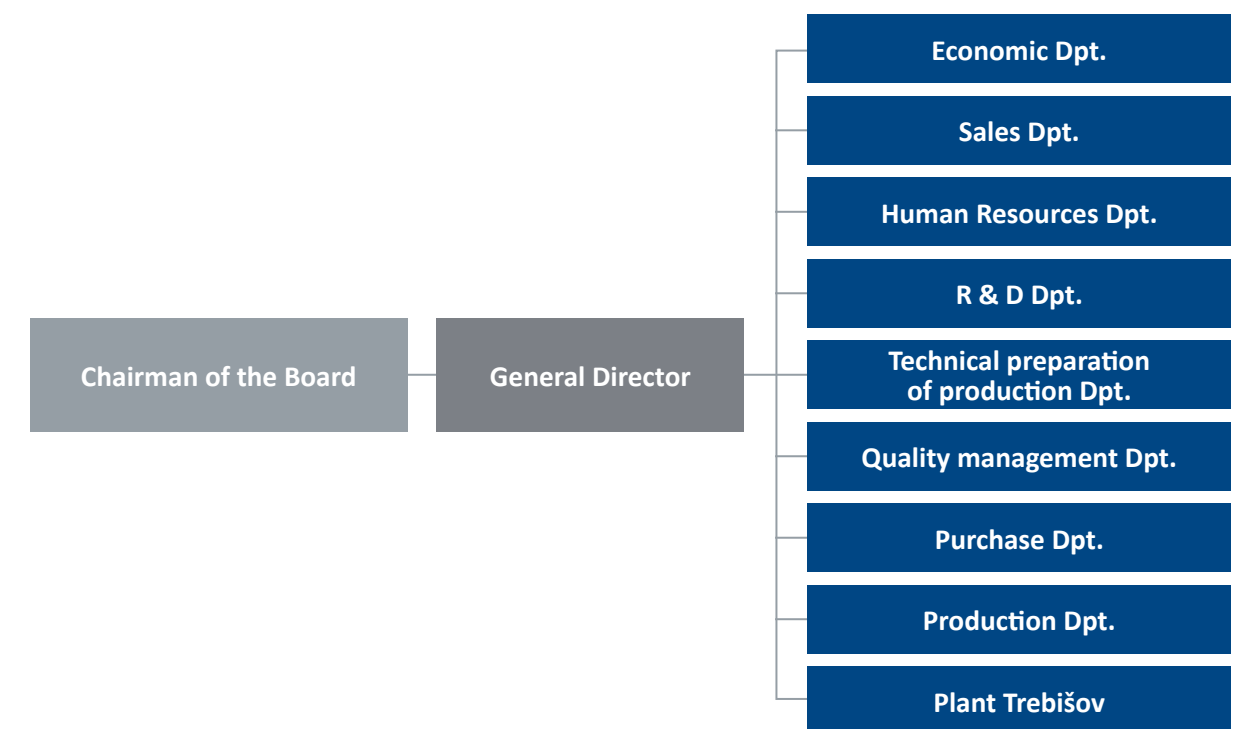 Economic Dpt.
Sales Dpt.
Human Resources Dpt.
R & D Dpt.
Chairman of the Board
General Director
Technical preparation
of production Dpt.
Quality management Dpt.
Purchase Dpt.
Production Dpt.
Plant Trebišov